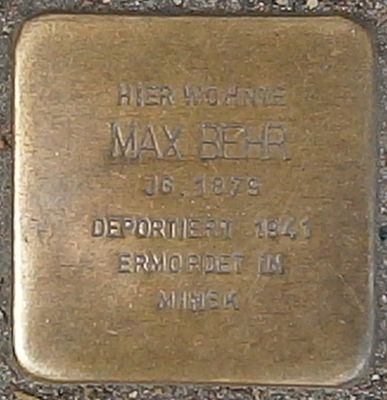 HIER WOHNTE
MAX BEHR
JG. 1879
DEPORTIERT 1941
ERMORDET IN
MINSK